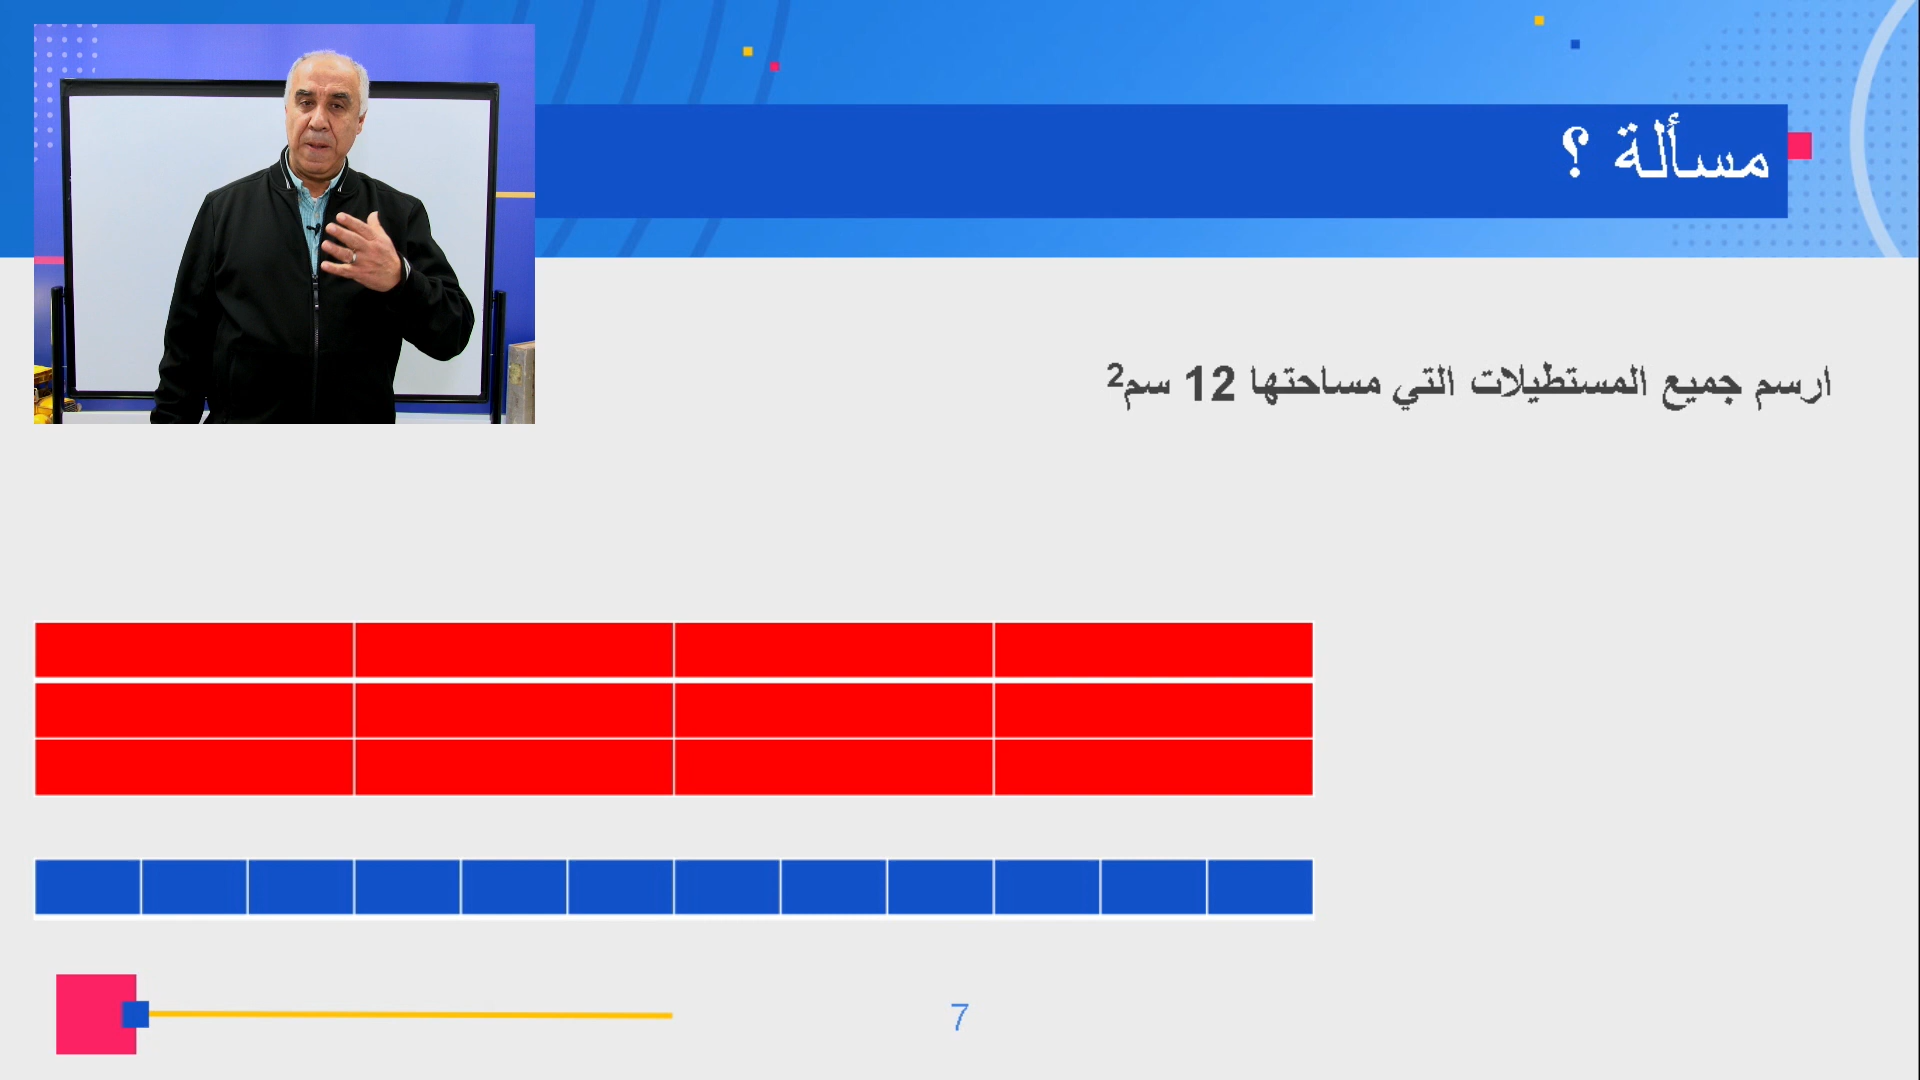 مسألة ؟
ارسم جميع المستطيلات التي مساحتها 12 سم²
7